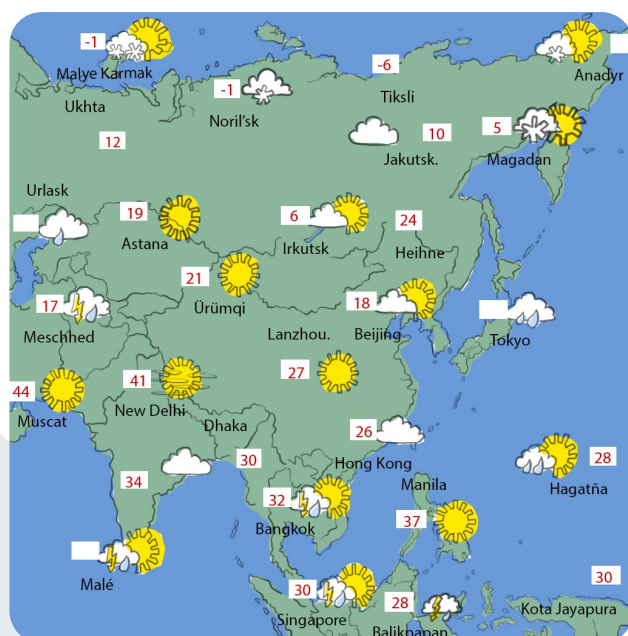 -1
Malye Karmak
Anadyr
-6
Tiksli
-1
Noril'sk
Ukhta
12
10
Jakutsk.
5
Magadan
Urlask
19
Astana
6
Irkutsk
24
Heihne
21
Ürümqi
17
Meschhed
18
Beijing
Lanzhou.
27
Tokyo
44
Muscat
41
New Delhi
Dhaka
26
Hong Kong
30
34
32
Bangkok
Manila
37
28
Hagatña
Malé
30
Singapore
28
Balikpapan
30
Kota Jayapura